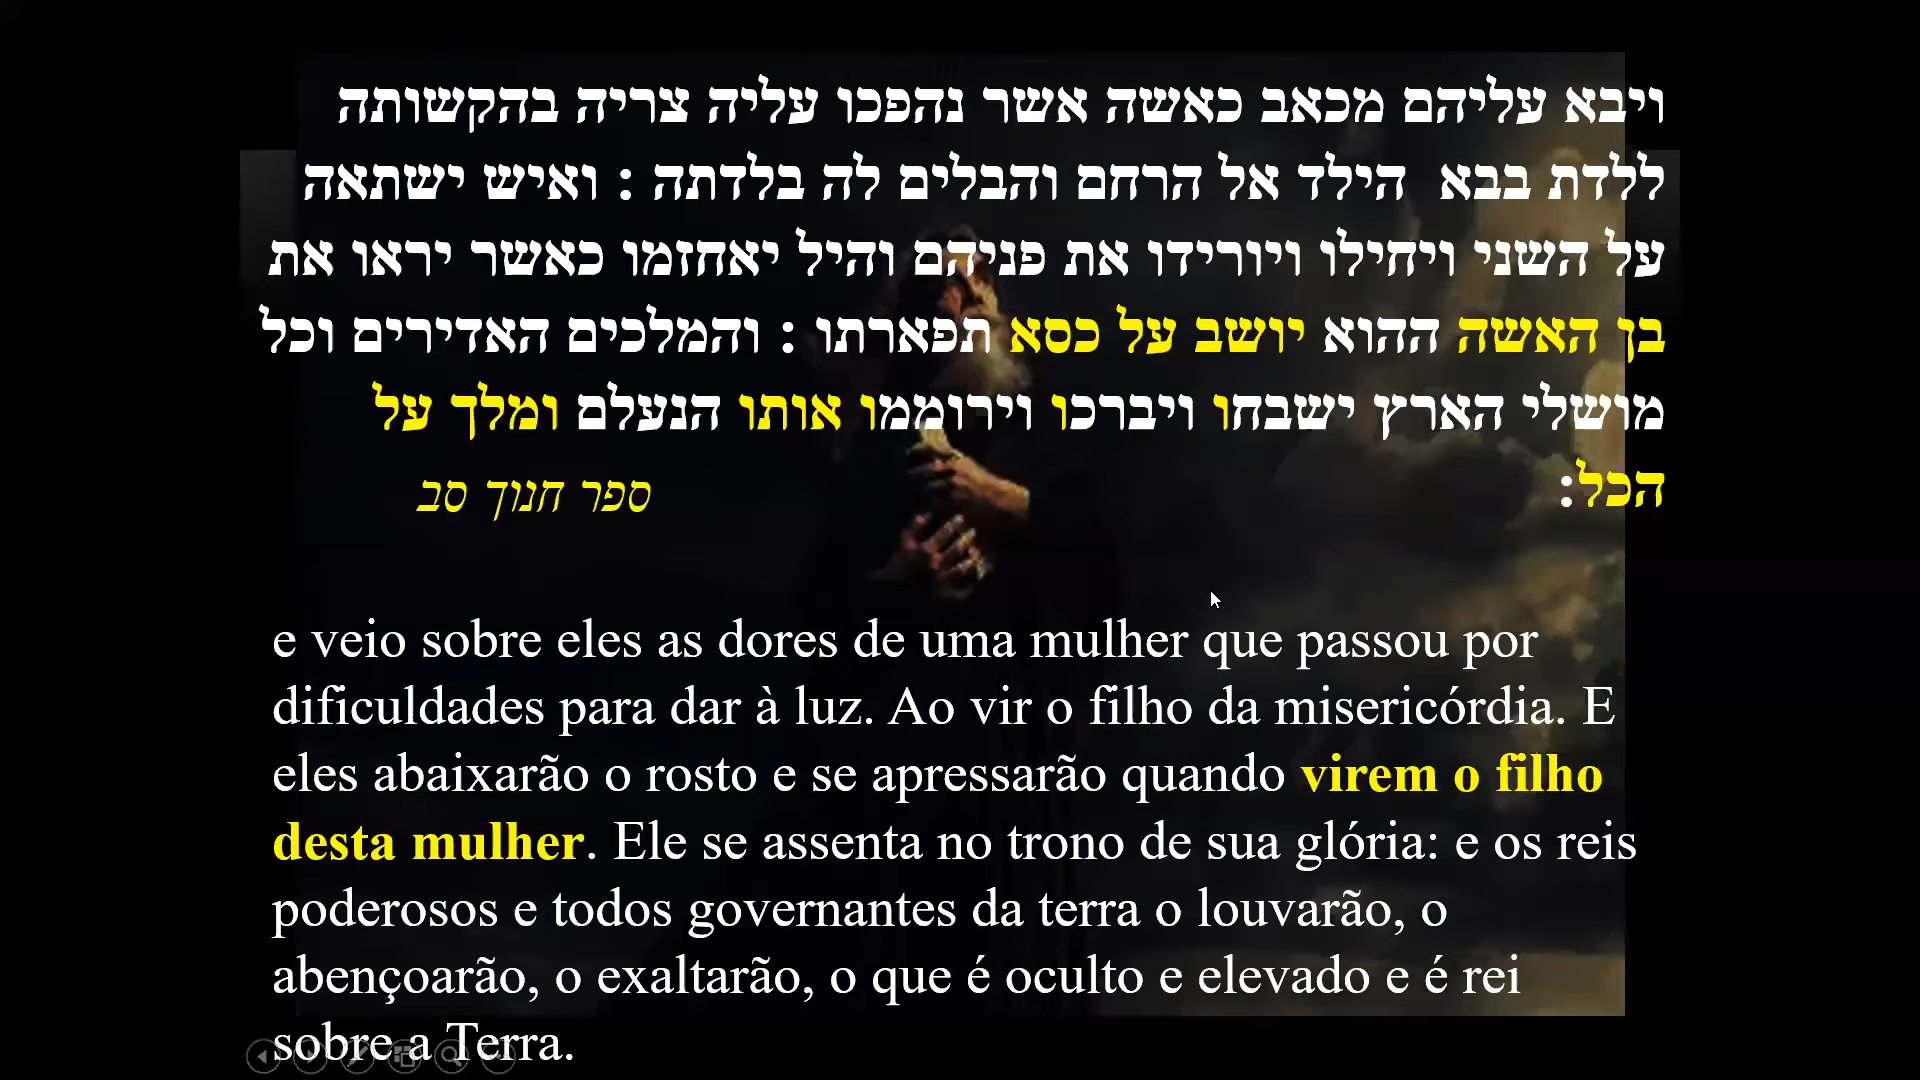 ויבא עליהם מכאב כאשה אשר נהפכו עליה צריה בהקשותה
ללדת בבא הילד אל הרחם והבלים לה בלדתה : ואיש ישתאה
על השני ויחילו ויורידו את פניהם והיל יאחזמו כאשר יראו את
בן האשה ההוא יושב על כסא תפארתו : והמלכים האדירים וכל
מושלי הארץ ישבחו ויברכו וירוממו אותו הנעלם ומלך על
הכל:
ספר חנוך סב
e veio sobre eles as dores de uma mulher que passou por
dificuldades para dar à luz. Ao vir o filho da misericórdia. E
eles abaixarão o rosto e se apressarão quando virem o filho
desta mulher. Ele se assenta no trono de sua glória: e os reis
poderosos e todos governantes da terra o louvarão, o
abençoarão, o exaltarão, o que é oculto e elevado e é rei
sobre a Terra.